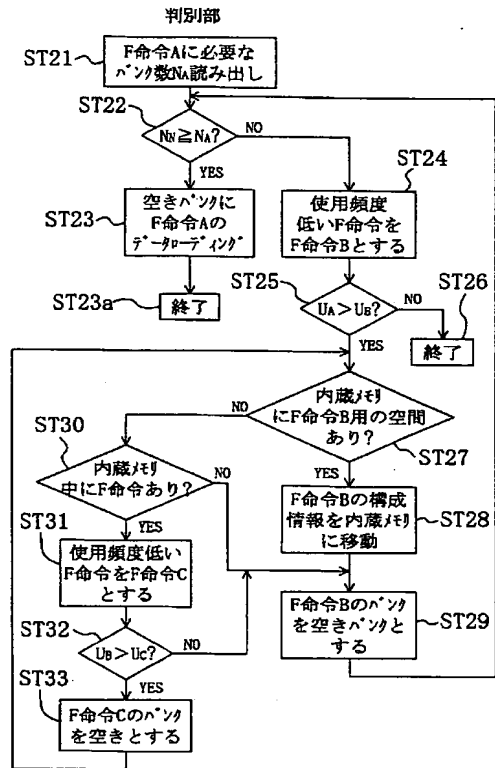 判別部
ST21
F命令Aに必要な
バンク数NA読み出し
ST22
NN≧NA?
NO
YES
ST23
空きバンクに
F命令Aの
データローディング
ST23a
終了
ST24
使用頻度
低いF命令を
F命令Bとする
ST25
UA>UB?
NO
ST26
終了
YES
内蔵メモリ
にF命令B用の空間
あり?
NO
ST27
YES
ST28
F命令Bの構成
情報を内蔵メモリ
に移動
ST29
F命令Bのバンク
を空きバンクと
する
ST30
内蔵メモリ
中にF命令あり?
NO
YES
ST31
使用頻度低い
F命令をF命令C
とする
ST32
UB>UC?
NO
YES
ST33
F命令Cのバンク
を空きとする